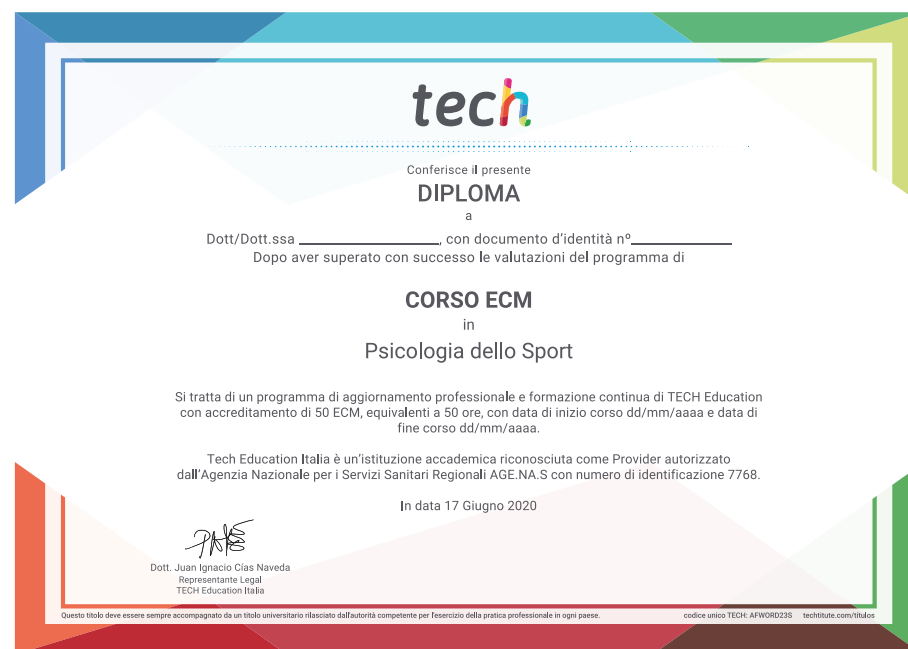 tech
Conferisce il presente
DIPLOMA
a
Dott/Dott.ssa ____________________, con documento d'identità nº______________
Dopo aver superato con successo le valutazioni del programma di
CORSO ECM
in
Psicologia dello Sport
Si tratta di un programma di aggiornamento professionale e formazione continua di TECH Education
con accreditamento di 50 ECM, equivalenti a 50 ore, con data di inizio corso dd/mm/aaaa e data di
fine corso dd/mm/aaaa.
Tech Education Italia è un'istituzione accademica riconosciuta come Provider autorizzato
dall'Agenzia Nazionale per i Servizi Sanitari Regionali AGE.NA.S con numero di identificazione 7768.
In data 17 Giugno 2020
Dott. Juan Ignacio Cías Naveda
Representante Legal
TECH Education Italia
Questo titolo deve essere sempre accompagnato da un titolo universitario rilasciato dall'autorità competente per l'esercizio della pratica professionale in ogni paese. codice unico TECH: AFWORD23S techtitute.com/titulos